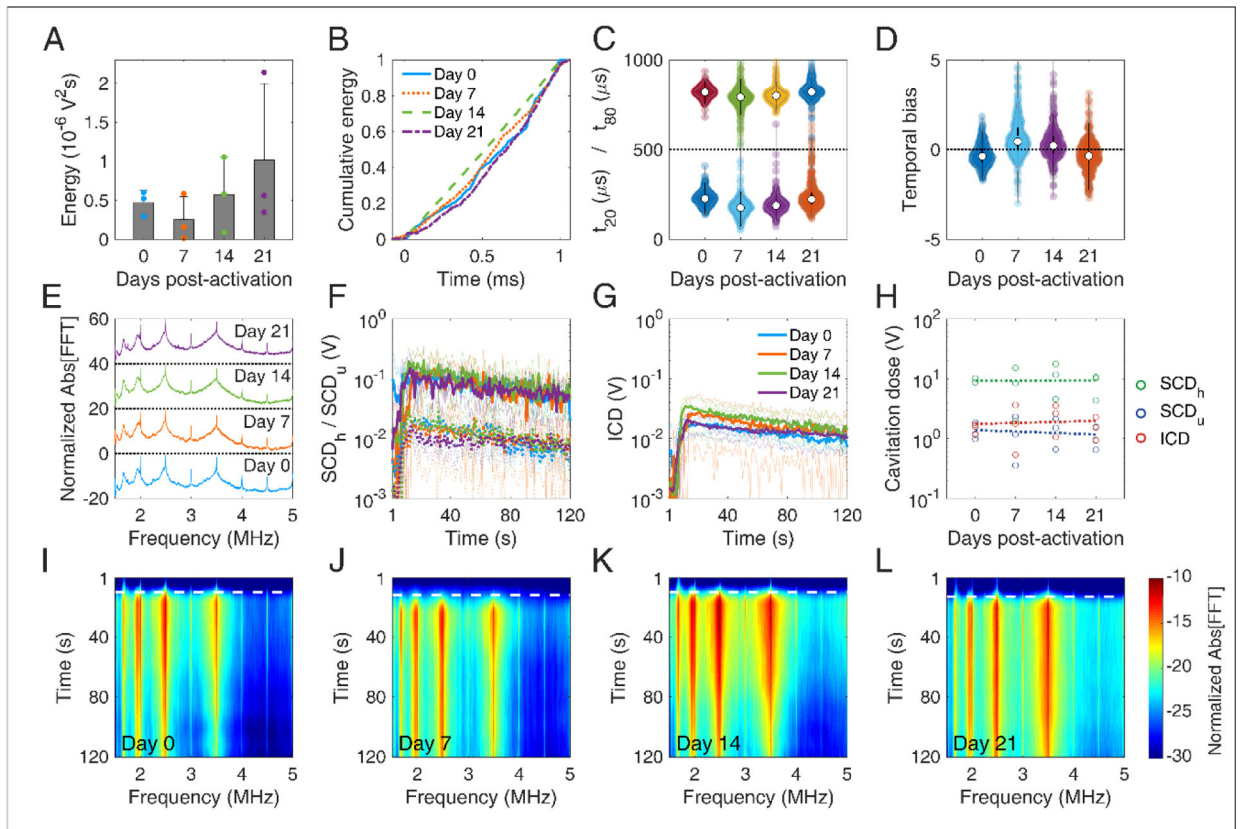 A
Energy (10⁻⁶ V²s)
2
1.5
1
0.5
0
0 7 14 21
Days post-activation
B
Cumulative energy
1
0.8
0.6
0.4
0.2
0
Day 0
Day 7
Day 14
Day 21
0 0.5 1
Time (ms)
C
t₂₀ (μs) / t₈₀ (μs)
1000
500
0
0 7 14 21
Days post-activation
D
Temporal bias
5
0
-5
0 7 14 21
Days post-activation
E
Normalized Abs[FFT]
60
40
20
0
-20
Day 21
Day 14
Day 7
Day 0
2 3 4 5
Frequency (MHz)
F
SCDₕ / SCDᵤ (V)
10⁰
10⁻¹
10⁻²
10⁻³
1 40 80 120
Time (s)
G
ICD (V)
10⁰
10⁻¹
10⁻²
10⁻³
Day 0
Day 7
Day 14
Day 21
1 40 80 120
Time (s)
H
Cavitation dose (V)
10²
10¹
10⁰
10⁻¹
0 7 14 21
Days post-activation
SCDₕ
SCDᵤ
ICD
I
Time (s)
1
40
80
120
Day 0
2 3 4 5
Frequency (MHz)
J
Time (s)
1
40
80
120
Day 7
2 3 4 5
Frequency (MHz)
K
Time (s)
1
40
80
120
Day 14
2 3 4 5
Frequency (MHz)
L
Time (s)
1
40
80
120
Day 21
2 3 4 5
Frequency (MHz)
-10
-15
-20
-25
-30
Normalized Abs[FFT]